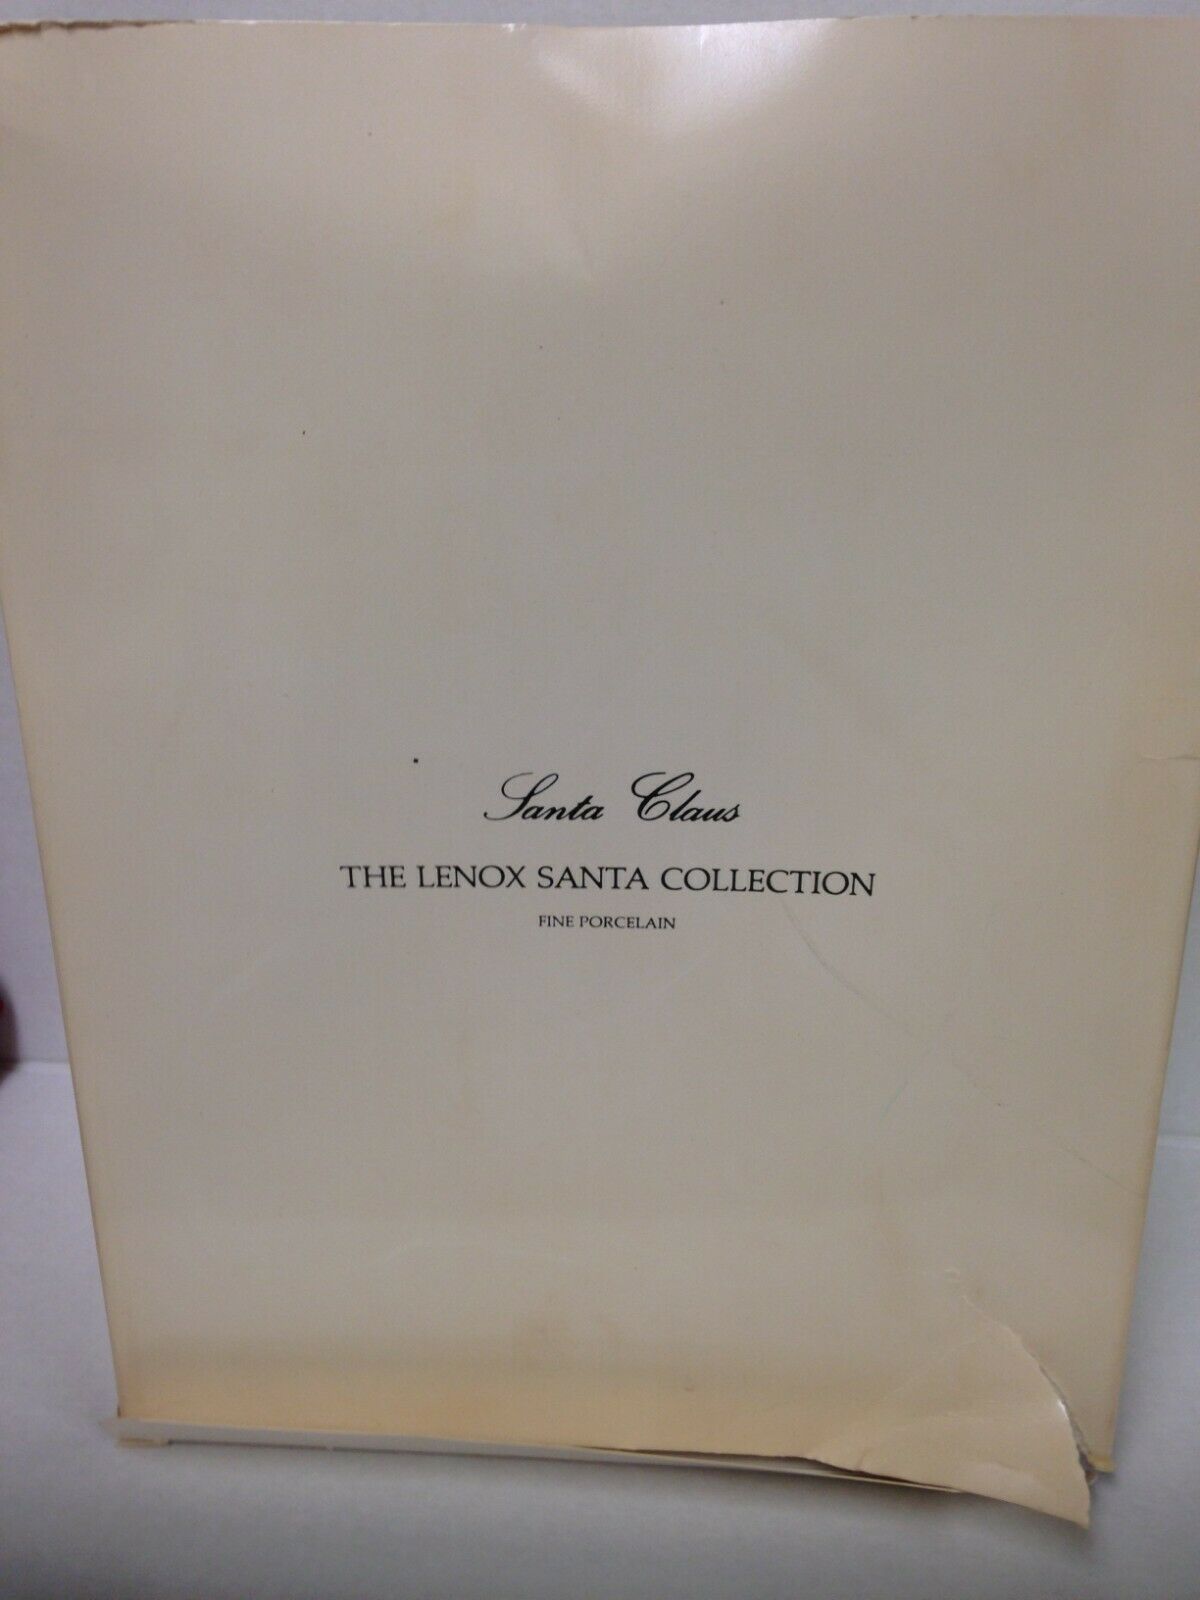 Santa Claus
THE LENOX SANTA COLLECTION
FINE PORCELAIN